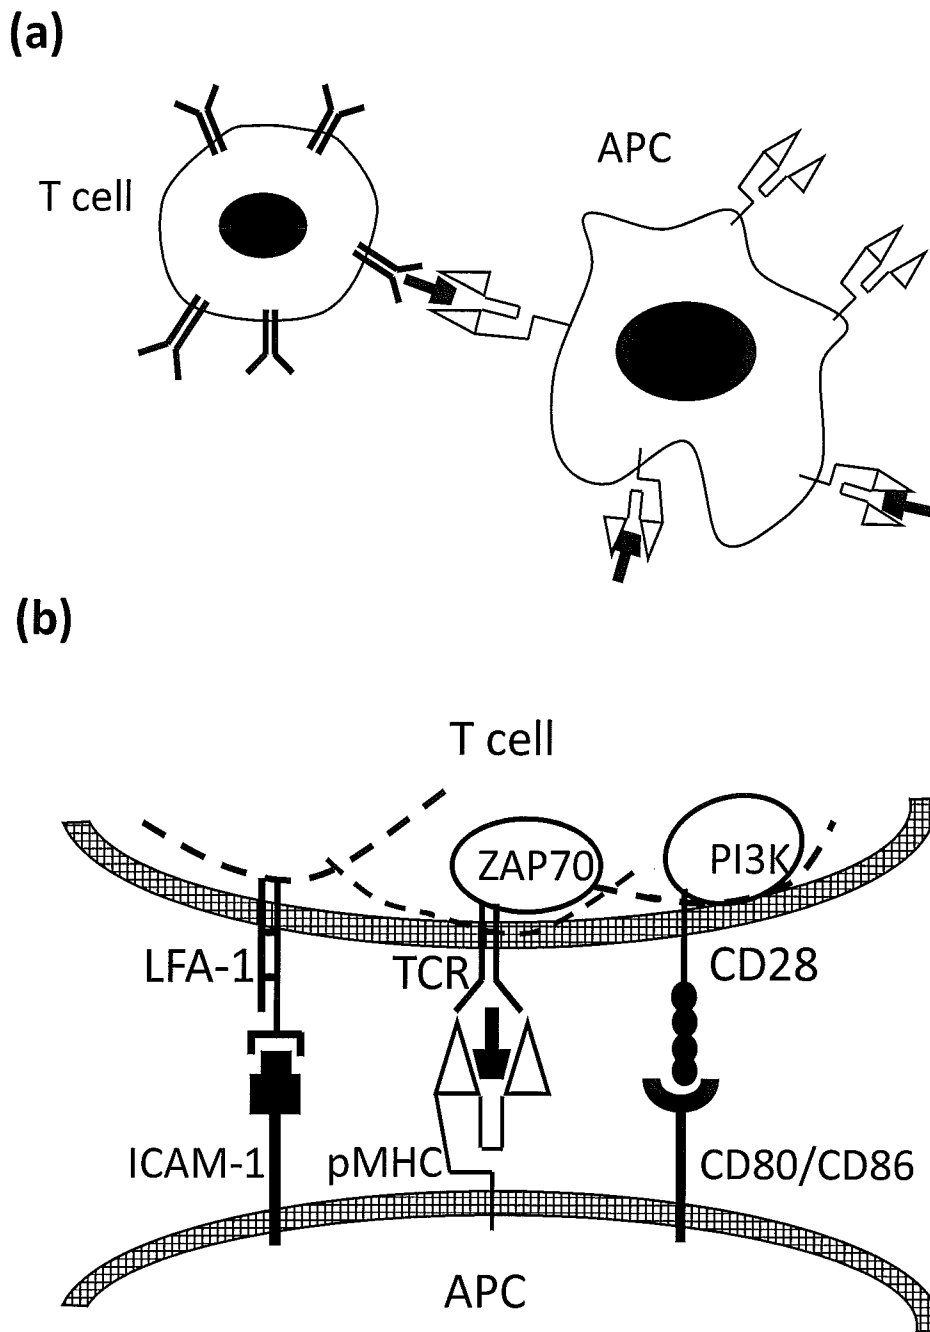 (a)
APC
T cell
(b)
T cell
ZAP70
PI3K
LFA-1
TCR
CD28
ICAM-1
pMHC
CD80/CD86
APC